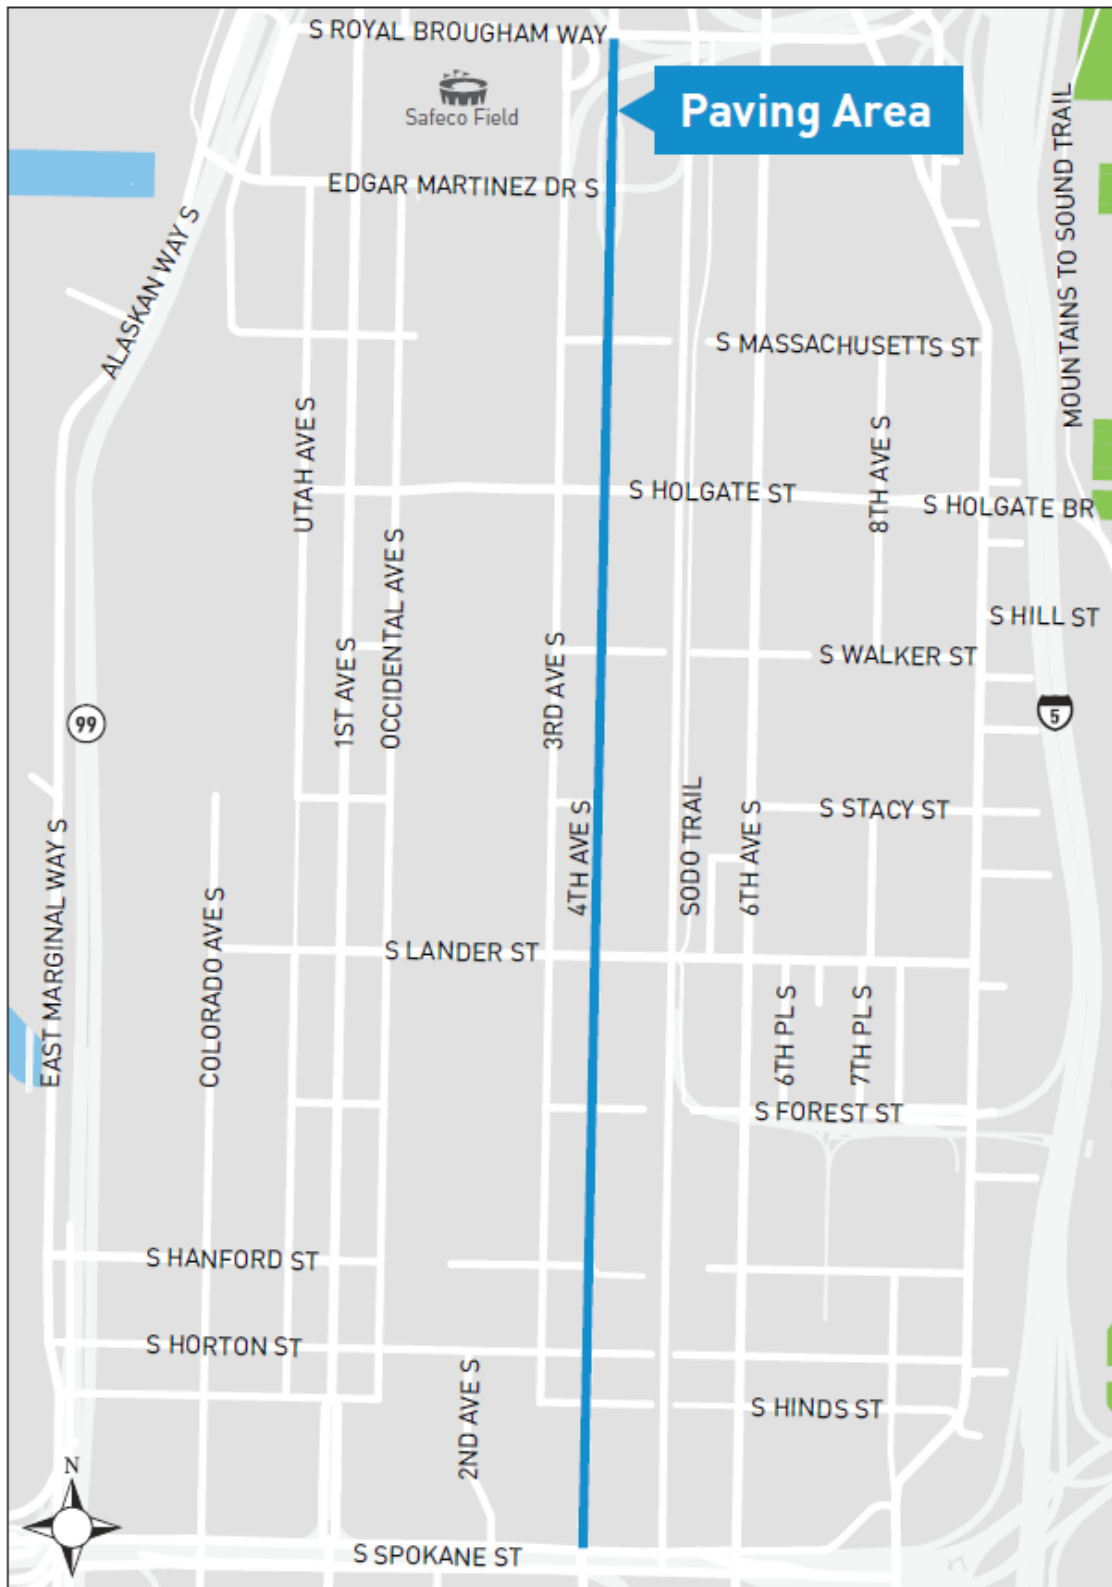 S ROYAL BROUGHAM WAY
Paving Area
Safeco Field
MOUNTAINS TO SOUND TRAIL
EDGAR MARTINEZ DR S
ALASKAN WAY S
S MASSACHUSETTS ST
UTAH AVE S
8TH AVE S
S HOLGATE ST
S HOLGATE BR
OCCIDENTAL AVE S
S HILL ST
1ST AVE S
3RD AVE S
S WALKER ST
99
5
SODO TRAIL
4TH AVE S
6TH AVE S
S STACY ST
EAST MARGINAL WAY S
COLORADO AVE S
S LANDER ST
6TH PL S
7TH PL S
S FOREST ST
S HANFORD ST
S HORTON ST
2ND AVE S
S HINDS ST
N
S SPOKANE ST